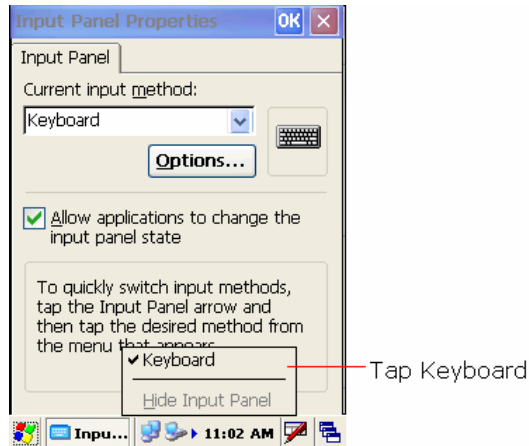 Input Panel Properties OK
Input Panel
Current input method:
Keyboard
Options...
Allow applications to change the
input panel state
To quickly switch input methods,
tap the Input Panel arrow and
then tap the desired method from
the menu that appears
Keyboard
Tap Keyboard
Hide Input Panel
Inpu... 11:02 AM